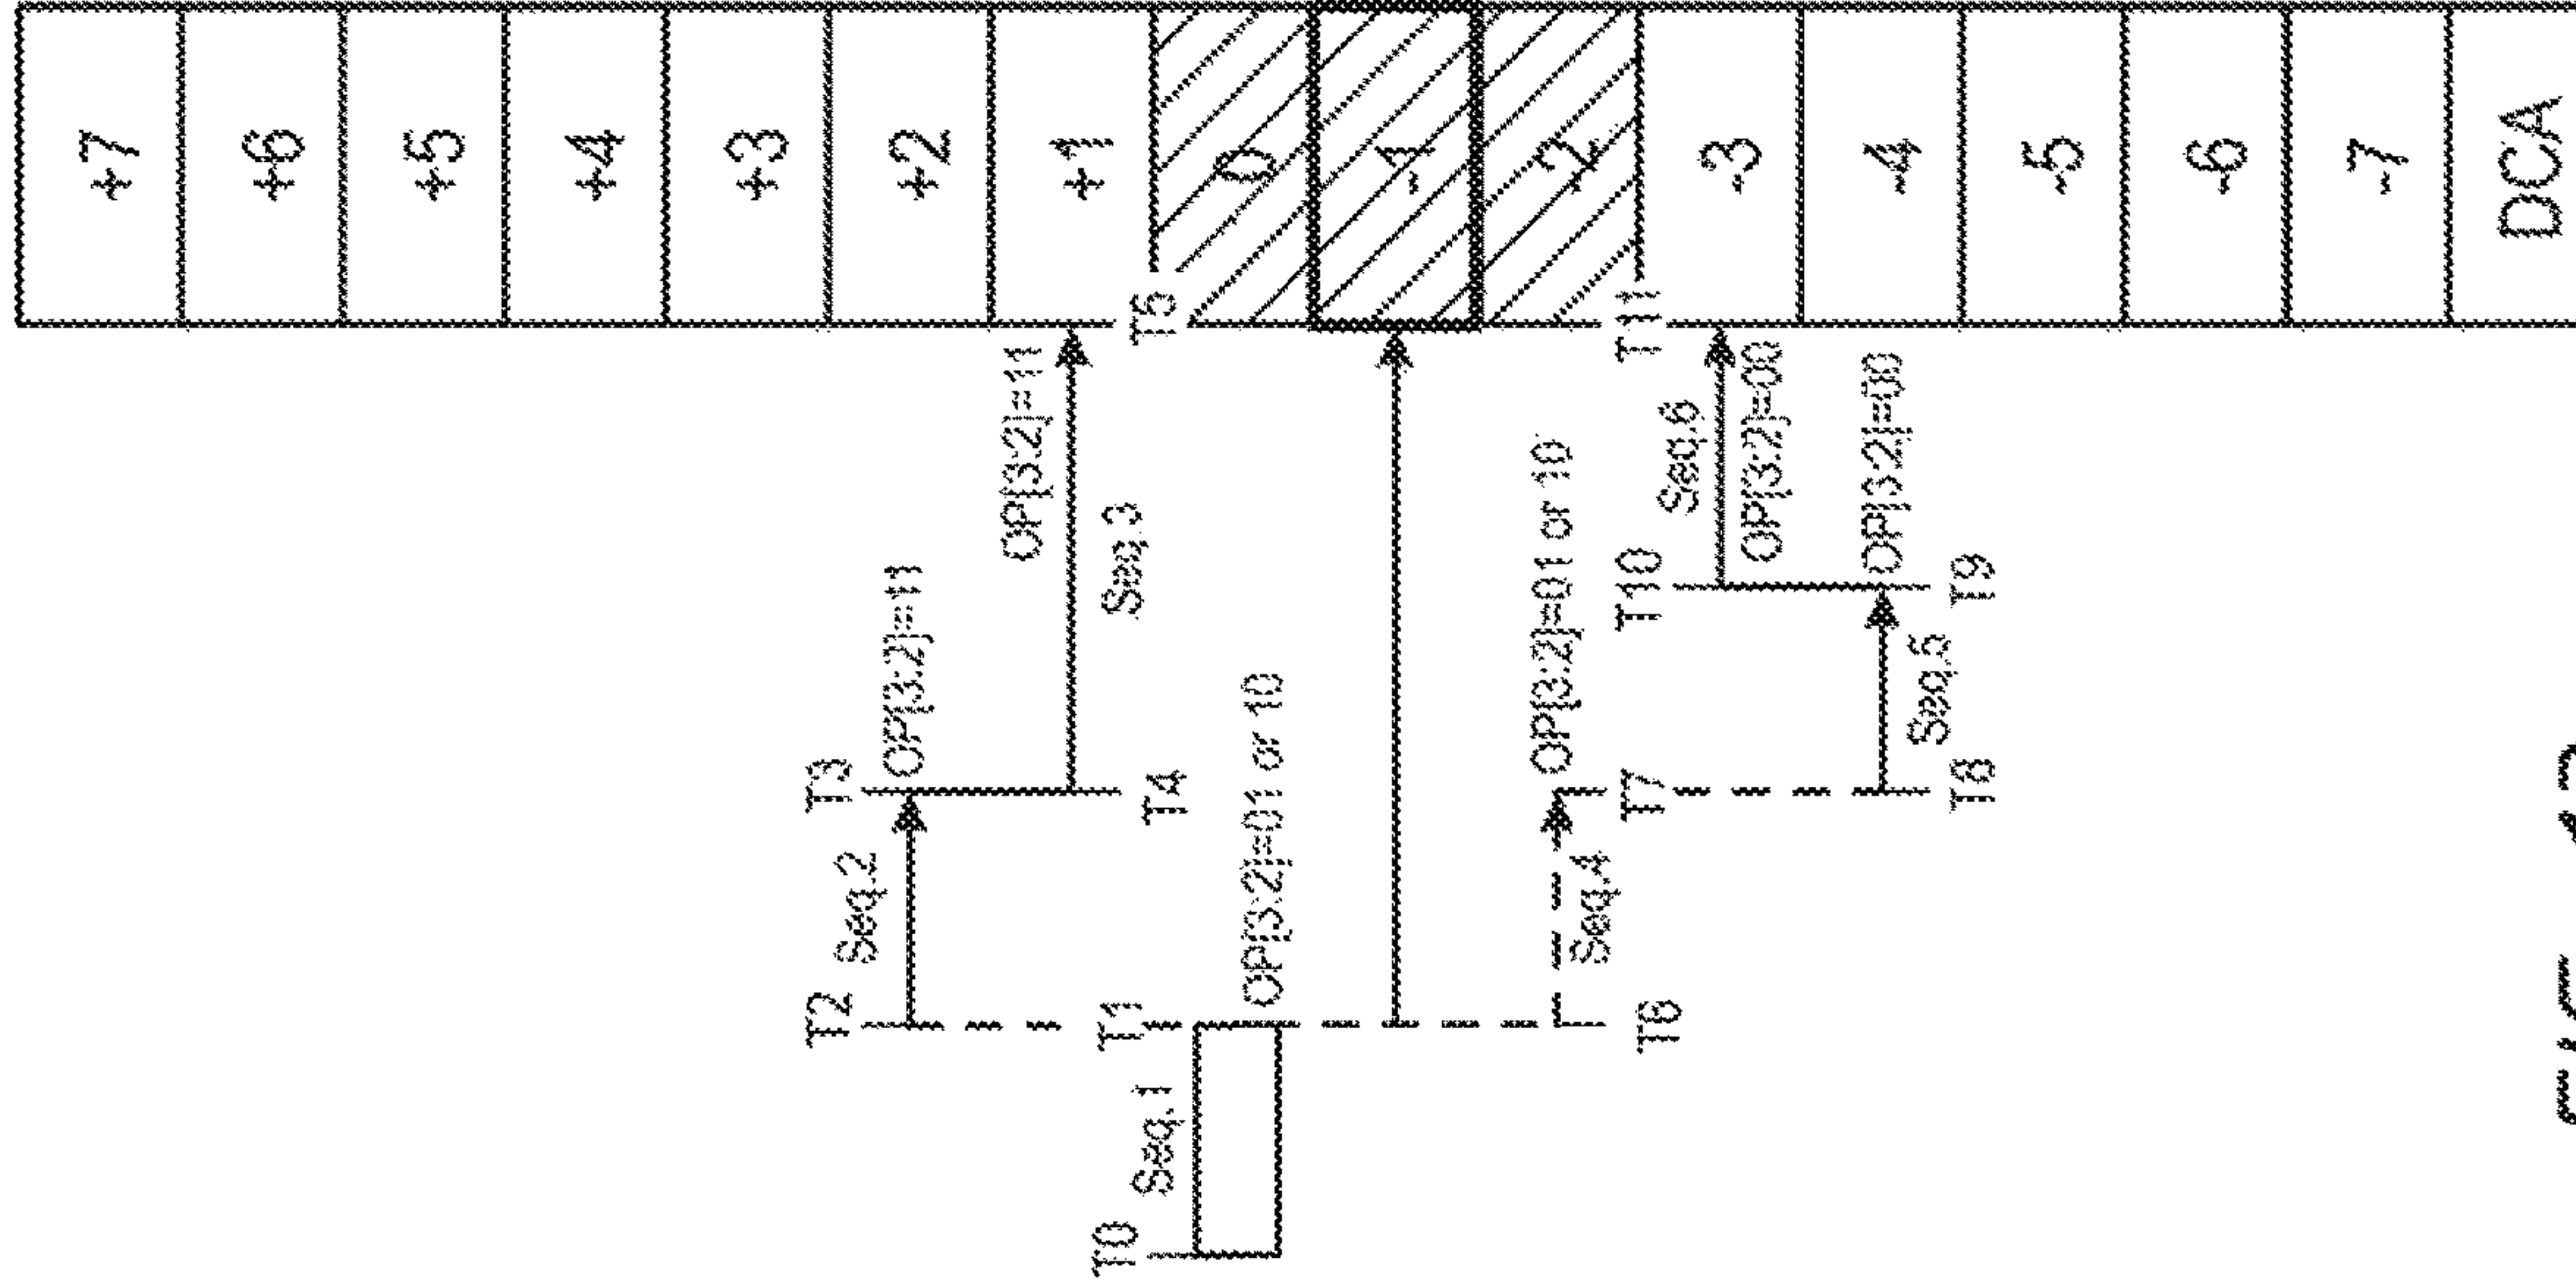 +7
+6
+5
+4
+3
+2
+1
0
-1
-2
-3
-4
-5
-6
-7
DCA
T5
T11
OP[3:2]=11
Seq.3
Seq.6
OP[3:2]=00
OP[3:2]=00
T10
T9
OP[3:2]=11
OP[3:2]=01 or 10
T3
T4
T7
T8
Seq.5
Seq.2
OP[3:2]=01 or 10
Seq.4
T2
T1
T6
Seq.1
T0